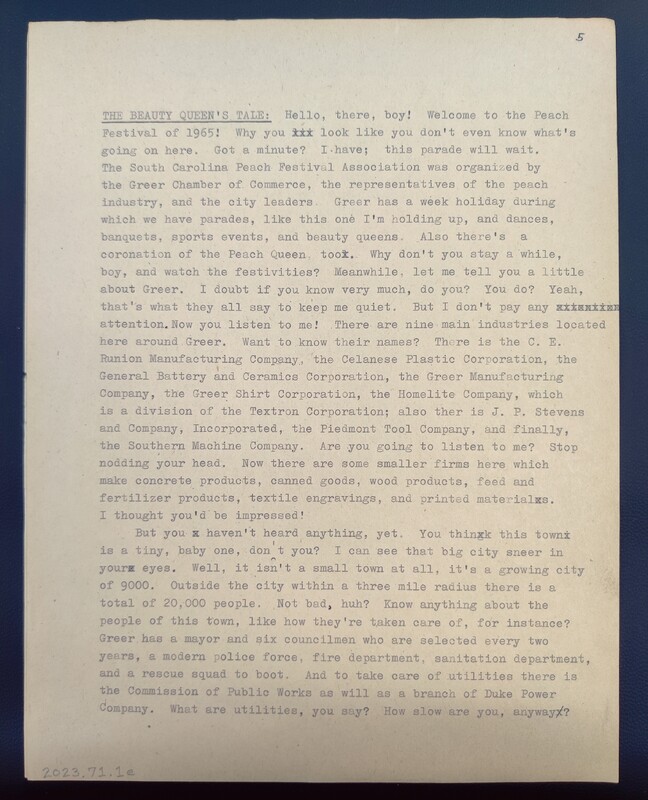 5
THE BEAUTY QUEEN'S TALE: Hello, there, boy! Welcome to the Peach
Festival of 1965! Why you xxx look like you don't even know what's
going on here. Got a minute? I have; this parade will wait.
The South Carolina Peach Festival Association was organized by
the Greer Chamber of Commerce, the representatives of the peach
industry, and the city leaders. Greer has a week holiday during
which we have parades, like this one I'm holding up, and dances,
banquets, sports events, and beauty queens. Also there's a
coronation of the Peach Queen, too. Why don't you stay a while,
boy, and watch the festivities? Meanwhile, let me tell you a little
about Greer. I doubt if you know very much, do you? You do? Yeah,
that's what they all say to keep me quiet. But I don't pay any
attention. Now you listen to me! There are nine main industries located
here around Greer. Want to know their names? There is the C. E.
Runion Manufacturing Company, the Celanese Plastic Corporation, the
General Battery and Ceramics Corporation, the Greer Manufacturing
Company, the Greer Shirt Corporation, the Homelite Company, which
is a division of the Textron Corporation; also ther is J. P. Stevens
and Company, Incorporated, the Piedmont Tool Company, and finally,
the Southern Machine Company. Are you going to listen to me? Stop
nodding your head. Now there are some smaller firms here which
make concrete products, canned goods, wood products, feed and
fertilizer products, textile engravings, and printed materialxs.
I thought you'd be impressed!
But you x haven't heard anything, yet. You thinxk this town
is a tiny, baby one, don't you? I can see that big city sneer in
your eyes. Well, it isn't a small town at all, it's a growing city
of 9000. Outside the city within a three mile radius there is a
total of 20,000 people. Not bad, huh? Know anything about the
people of this town, like how they're taken care of, for instance?
Greer has a mayor and six councilmen who are selected every two
years, a modern police force, fire department, sanitation department,
and a rescue squad to boot. And to take care of utilities there is
the Commission of Public Works as will as a branch of Duke Power
Company. What are utilities, you say? How slow are you, anyway?
2023.71.1e